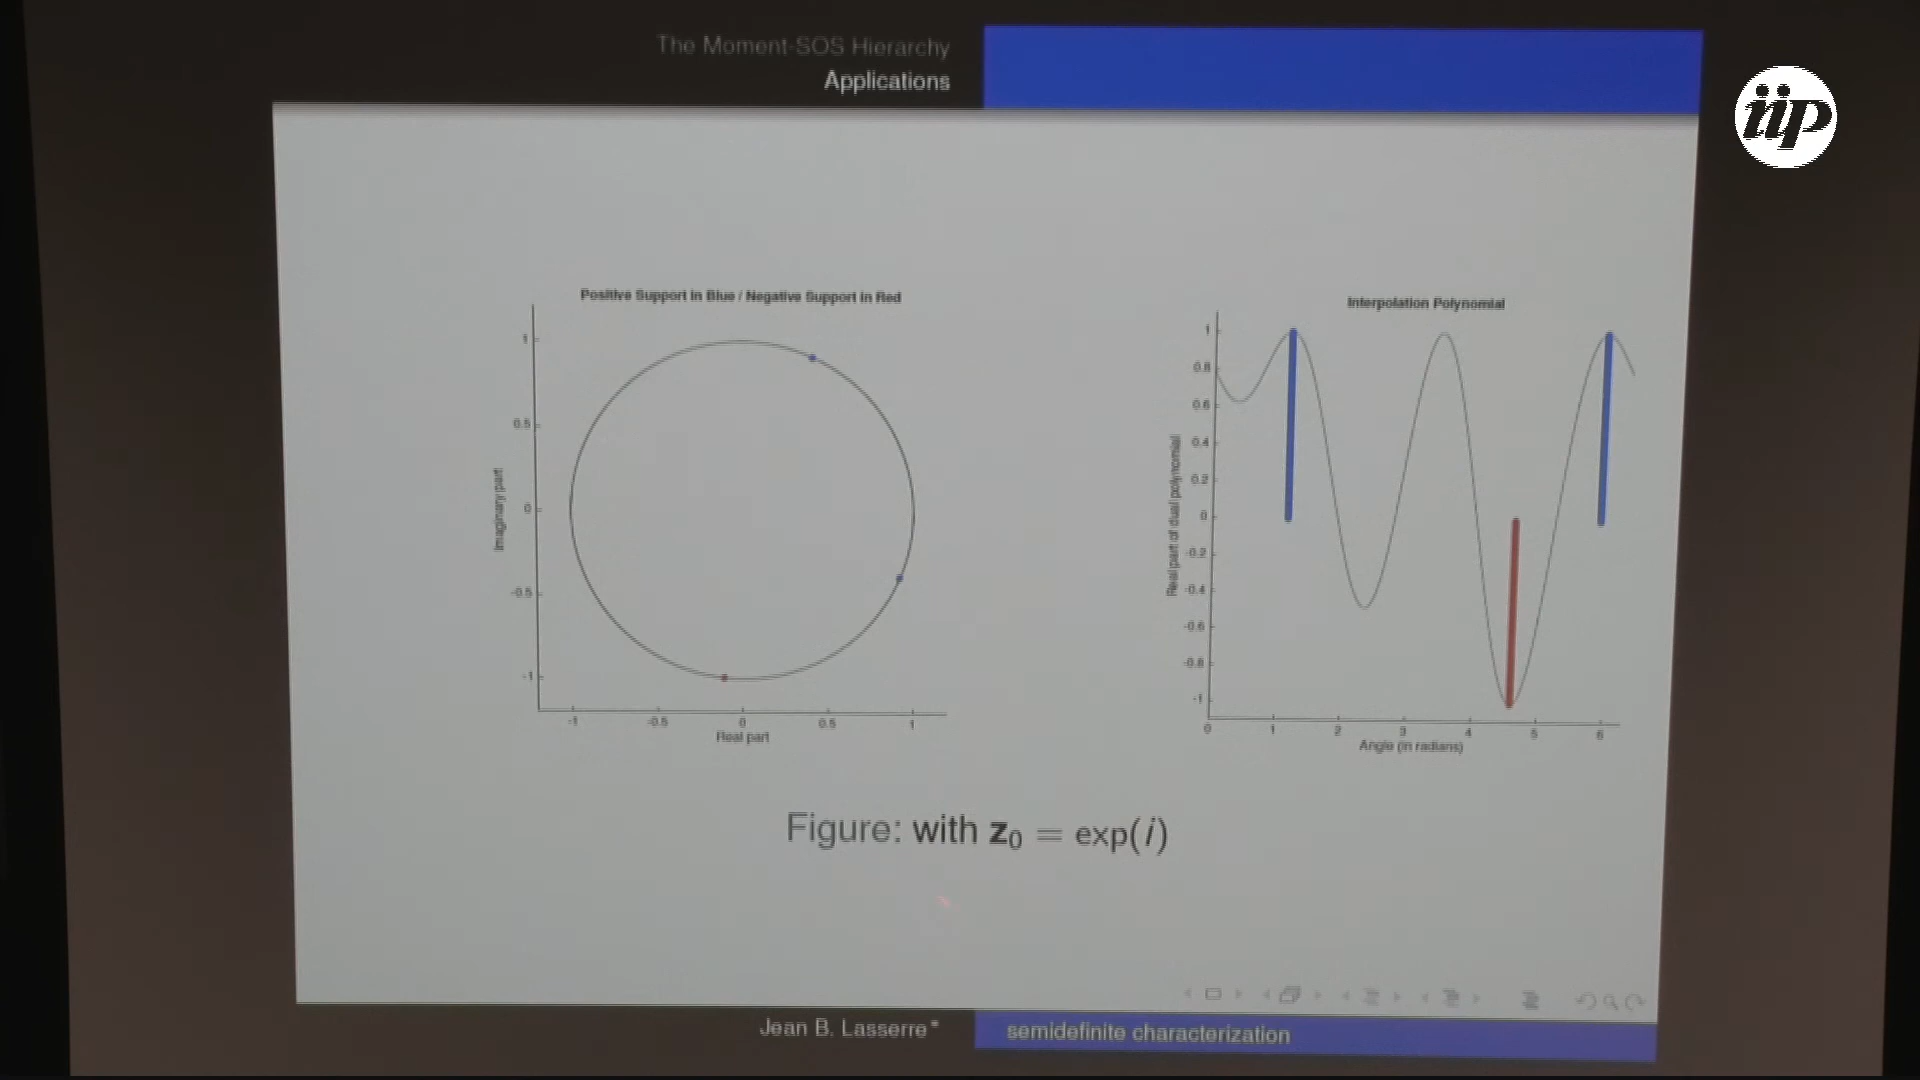 The Moment-SOS Hierarchy
Applications
iip
Positive Support in Blue / Negative Support in Red
1
0.5
0
-0.5
-1
Imaginary part
-1 -0.5 0 0.5 1
Real part
Interpolation Polynomial
1
0.8
0.6
0.4
0.2
0
-0.2
-0.4
-0.6
-0.8
-1
Real part of dual polynomial
0 1 2 3 4 5 6
Angle (in radians)
Figure: with z₀ = exp(i)
Jean B. Lasserre*
semidefinite characterization